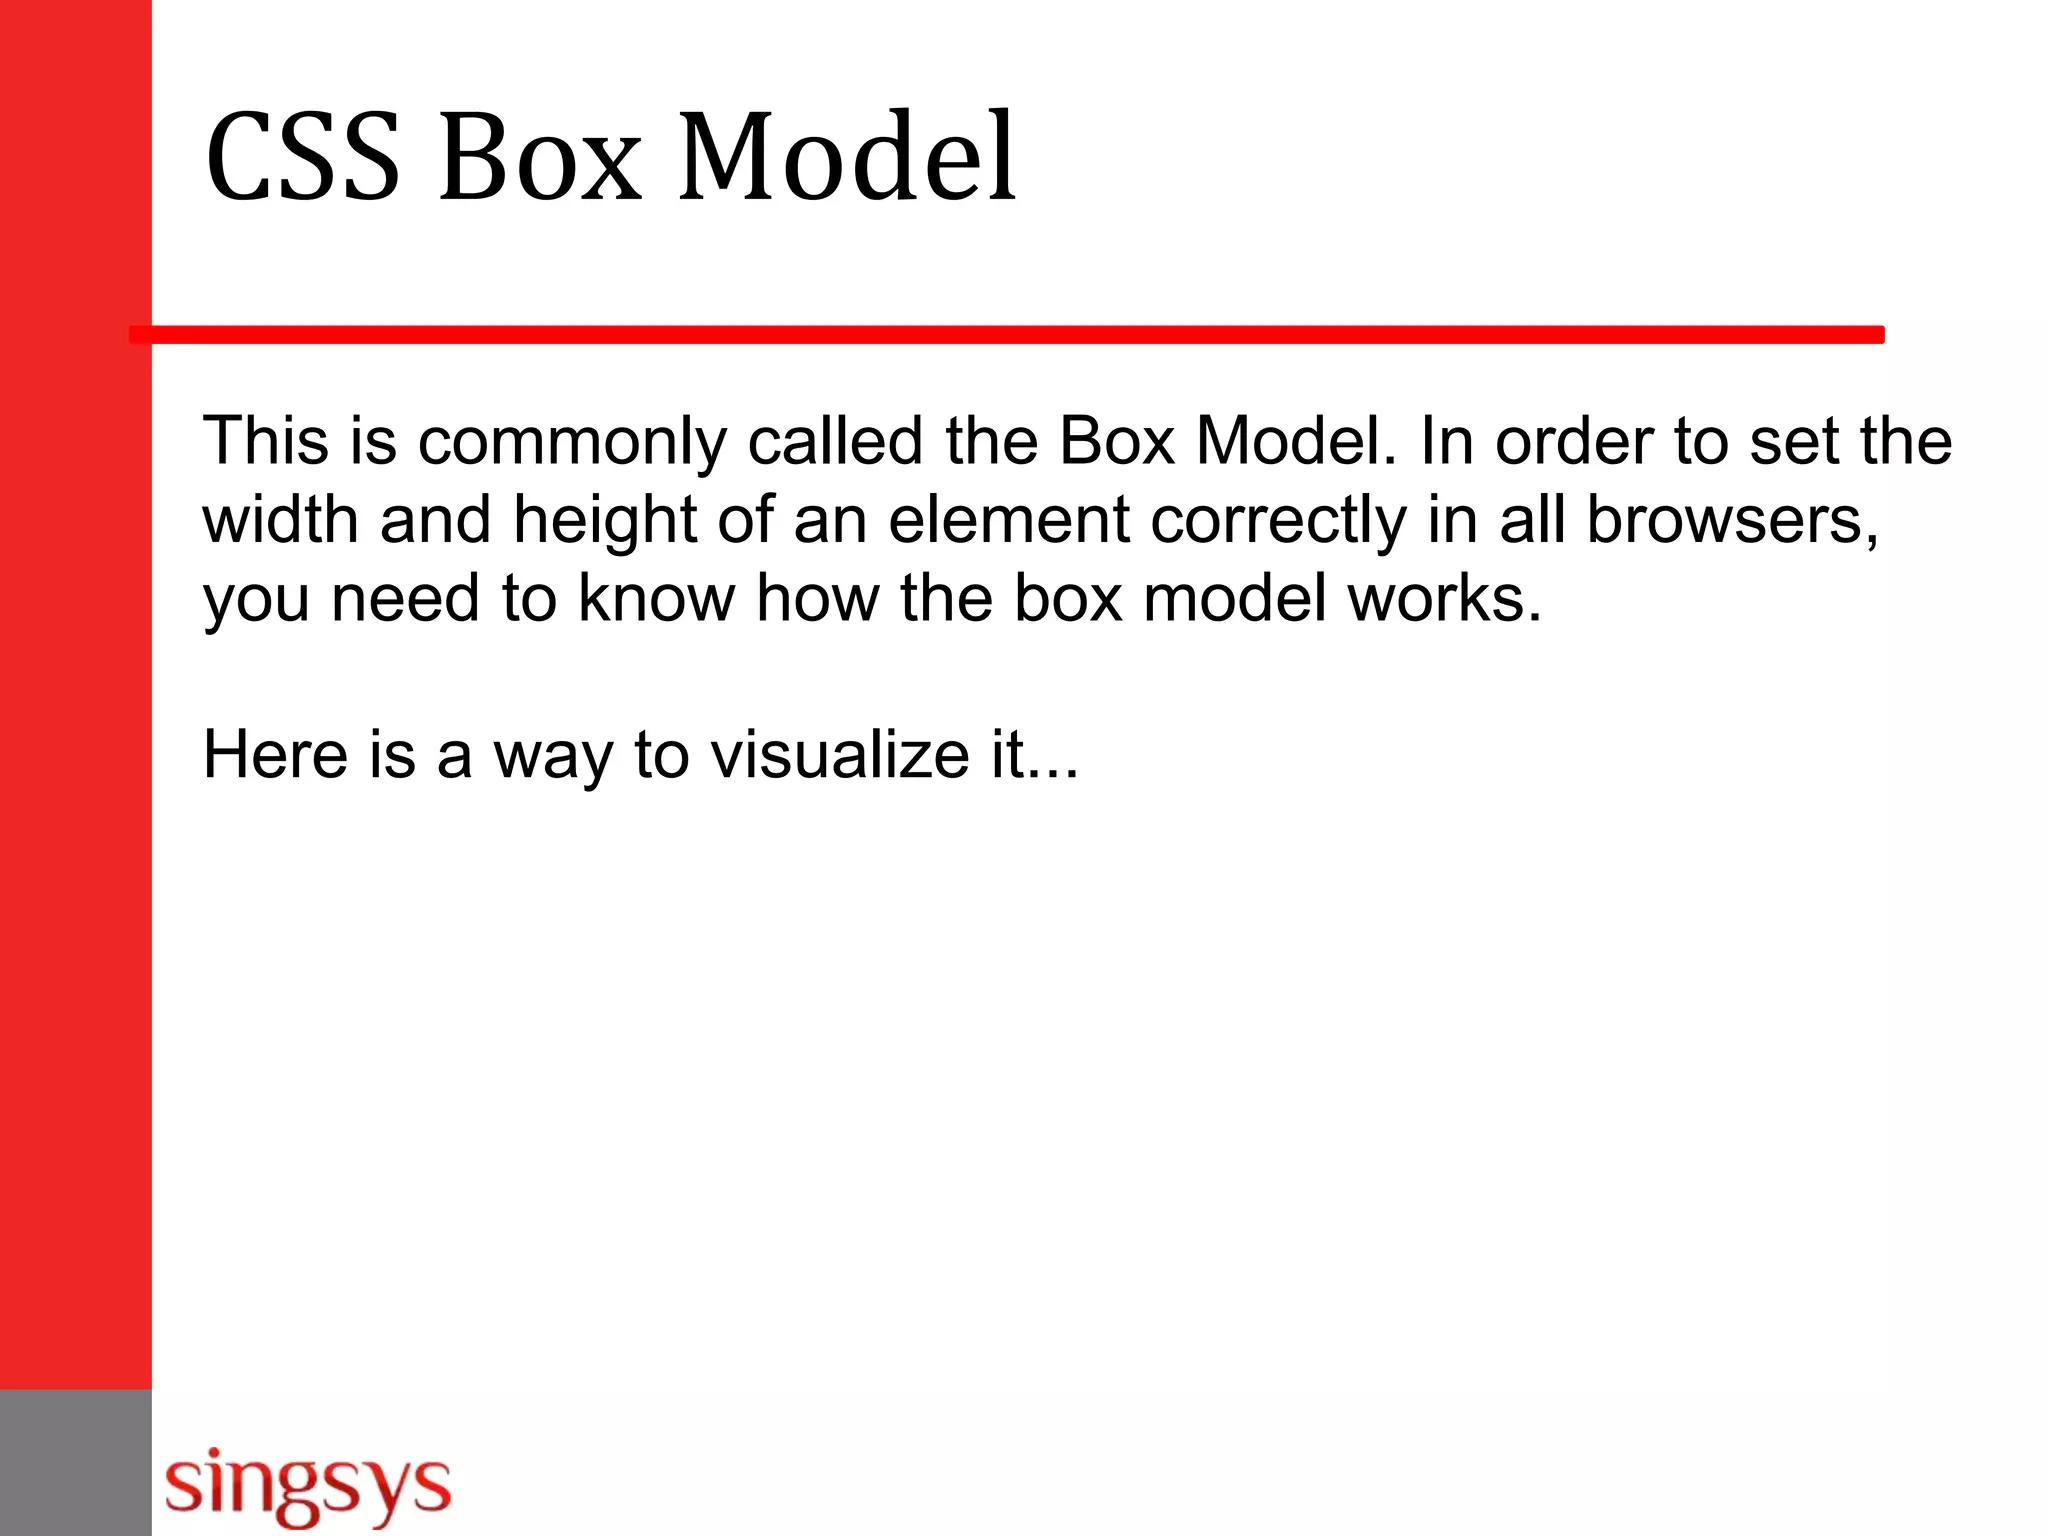 CSS Box Model
This is commonly called the Box Model. In order to set the
width and height of an element correctly in all browsers,
you need to know how the box model works.
Here is a way to visualize it...
singsys